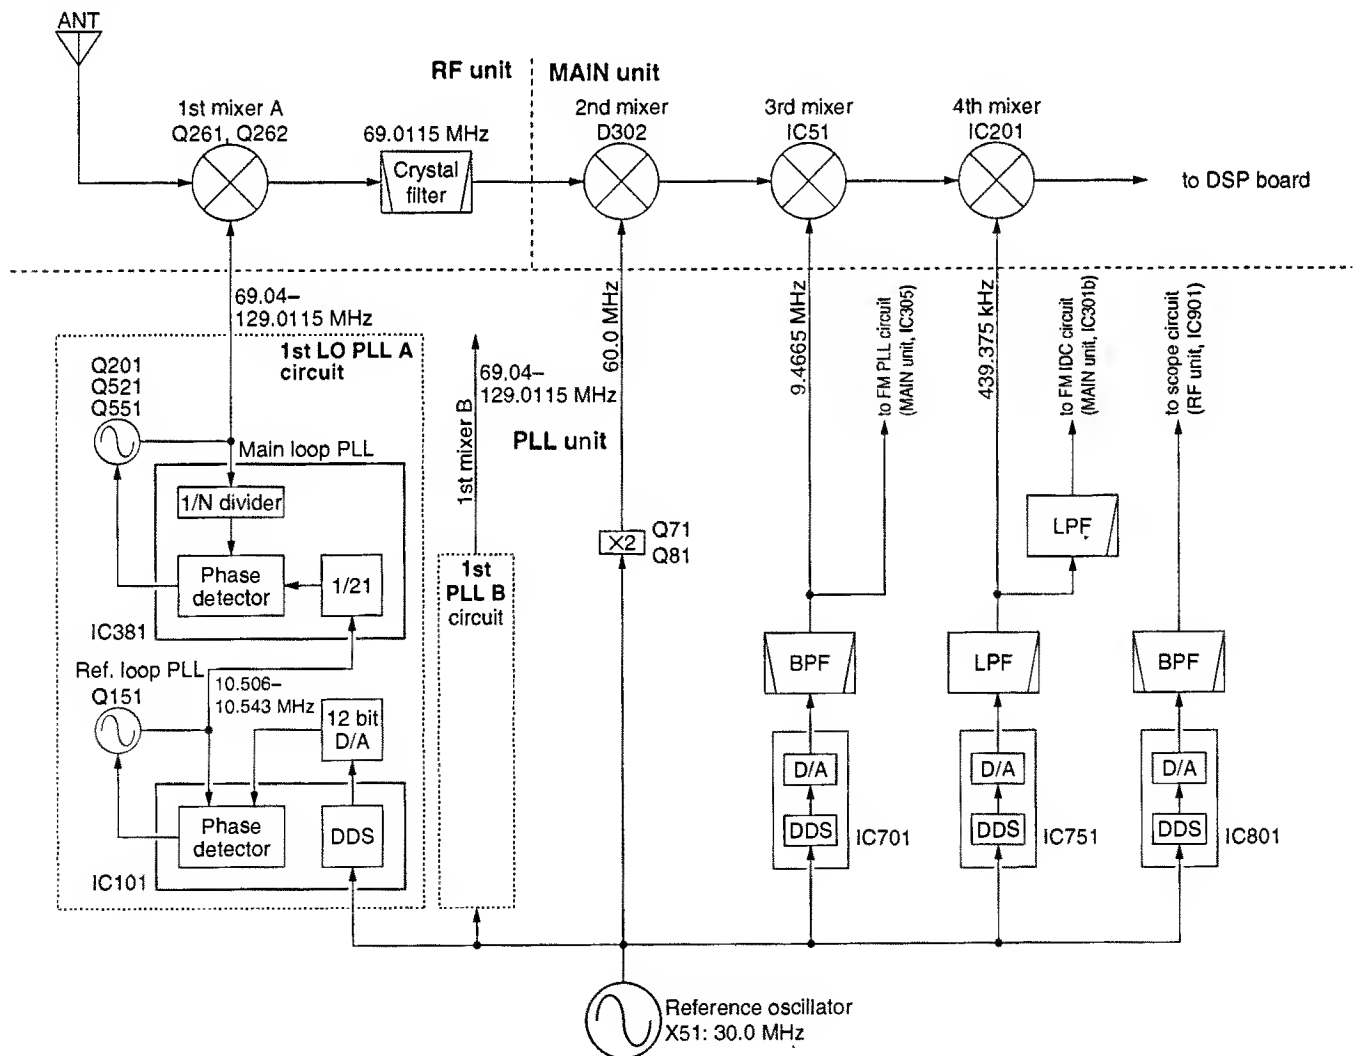 ANT
RF unit
MAIN unit
1st mixer A
Q261, Q262
69.0115 MHz
Crystal
filter
2nd mixer
D302
3rd mixer
IC51
4th mixer
IC201
to DSP board
69.04–
129.0115 MHz
1st LO PLL A
circuit
Q201
Q521
Q551
Main loop PLL
1/N divider
Phase
detector
1/21
IC381
Ref. loop PLL
Q151
10.506–
10.543 MHz
12 bit
D/A
Phase
detector
DDS
IC101
1st mixer B
69.04–
129.0115 MHz
PLL unit
1st
PLL B
circuit
60.0 MHz
X2
Q71
Q81
9.4665 MHz
to FM PLL circuit
(MAIN unit, IC305)
BPF
D/A
DDS
IC701
439.375 kHz
to FM IDC circuit
(MAIN unit, IC301b)
LPF
LPF
D/A
DDS
IC751
to scope circuit
(RF unit, IC901)
BPF
D/A
DDS
IC801
Reference oscillator
X51: 30.0 MHz